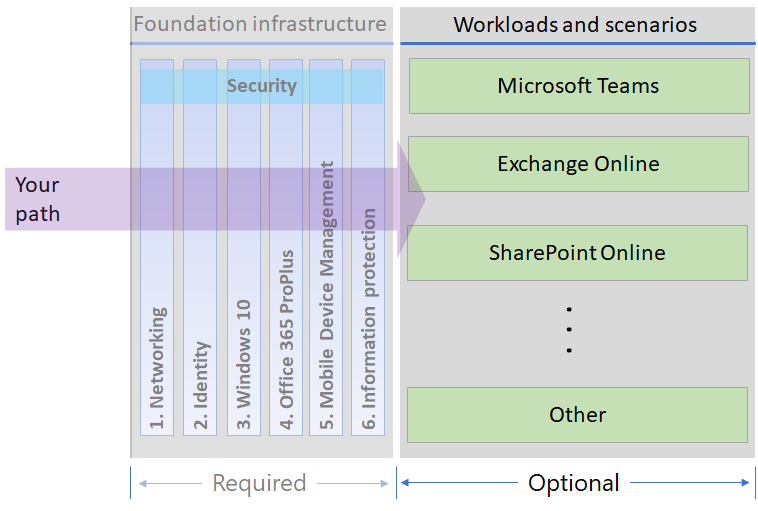 Foundation infrastructure
Workloads and scenarios
Security
1. Networking
2. Identity
3. Windows 10
4. Office 365 ProPlus
5. Mobile Device Management
6. Information protection
Your
path
Microsoft Teams
Exchange Online
SharePoint Online
Other
Required
Optional